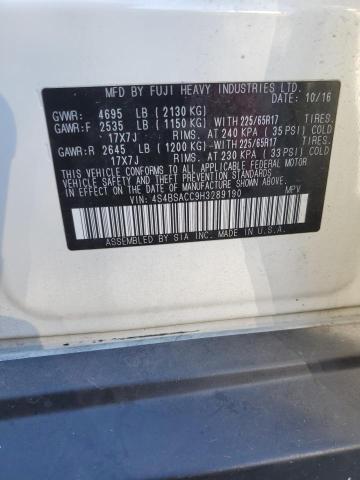 MFD BY FUJI HEAVY INDUSTRIES LTD.
DATE: 10/16
GVWR: 4695 LB (2130 KG)
GAWR:F 2535 LB (1150 KG)—WITH 225/65R17 TIRES.
17X7J RIMS. AT 240 KPA (35 PSI) COLD
GAWR:R 2645 LB (1200 KG)—WITH 225/65R17 TIRES.
17X7J RIMS. AT 230 KPA (33 PSI) COLD
THIS VEHICLE CONFORMS TO ALL APPLICABLE FEDERAL MOTOR
VEHICLE SAFETY AND THEFT PREVENTION STANDARDS IN EFFECT
ON THE DATE OF MANUFACTURE SHOWN ABOVE.
VIN: 4S4BSACC9H3289190 MPV
ASSEMBLED BY SIA INC. MADE IN U.S.A.